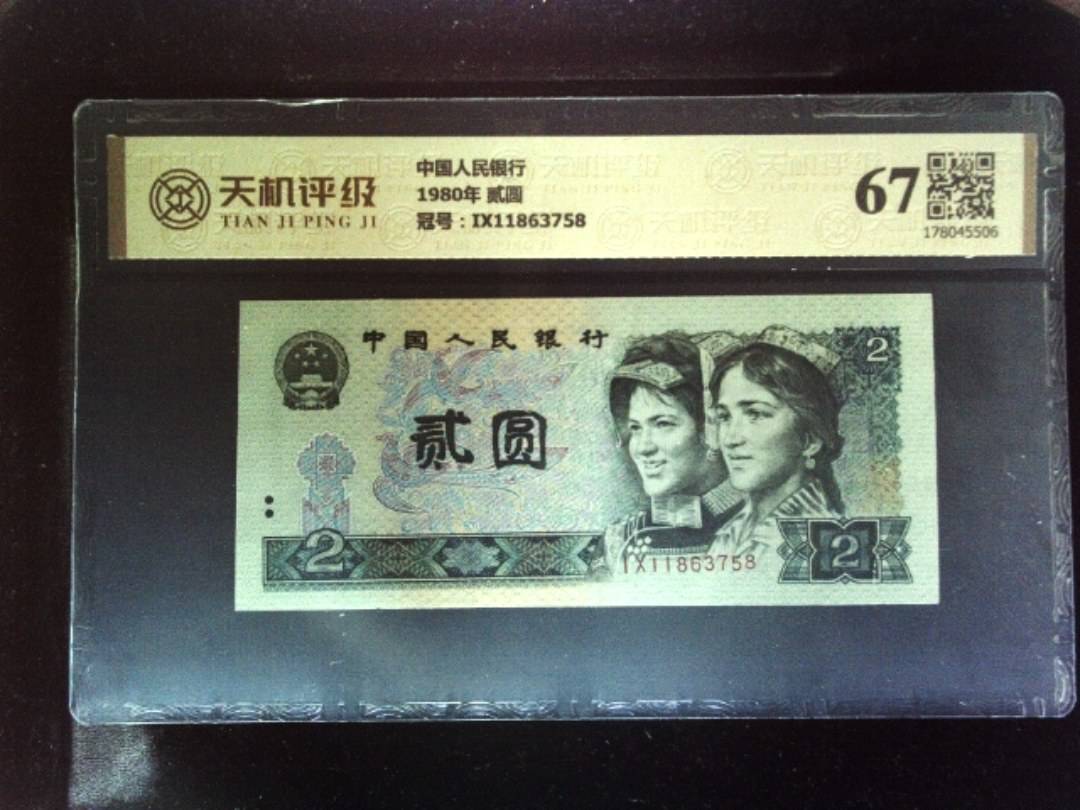 天机评级
TIAN JI PING JI
中国人民银行
1980年 贰圆
冠号：IX11863758
67
178045506
中国人民银行
2
贰圆
2
IX11863758
2